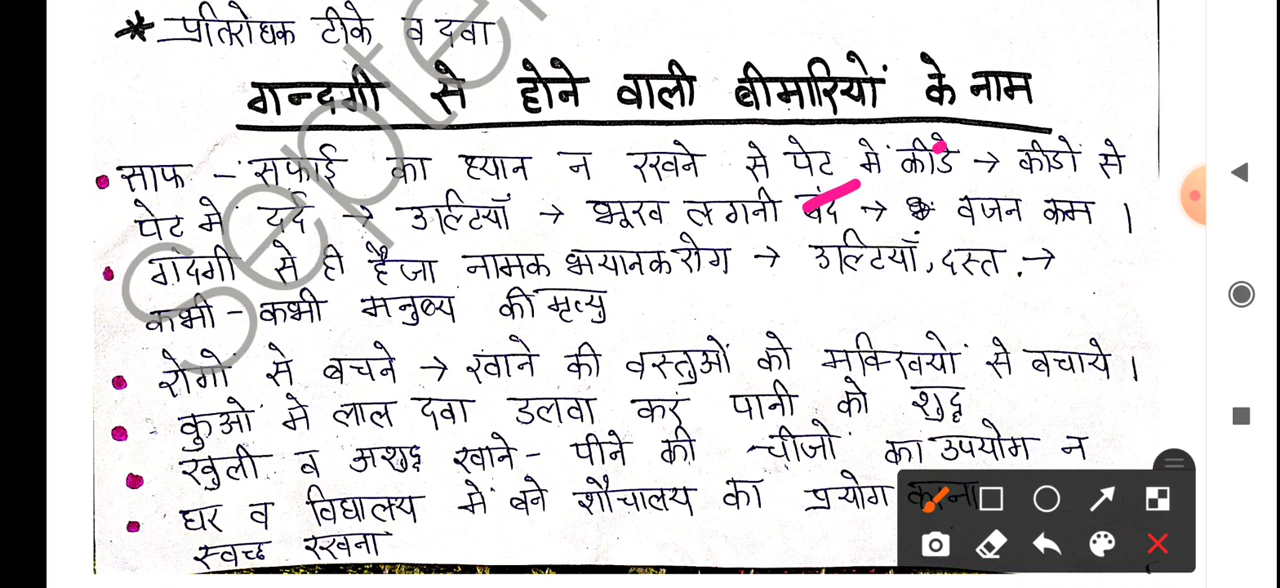 * प्रतिरोधक टीके व दवा
गन्दगी से होने वाली बीमारियों के नाम
साफ - सफाई का ध्यान न रखने से पेट में कीडे → कीडो से
पेट मे दर्द → उल्टियाँ → भूख लगनी बंद → वजन कम ।
गंदगी से ही हैजा नामक भयानक रोग → उल्टियाँ, दस्त →
कभी - कभी मनुष्य की मृत्यु
रोगो से बचने → खाने की वस्तुओं को मक्खियों से बचाये ।
कुओ मे लाल दवा डलवा कर पानी को शुद्ध
खुली व अशुद्ध खाने - पीने की चीजो का उपयोग न
घर व विद्यालय में बने शौचालय का प्रयोग करना
स्वच्छ रखना
Septe